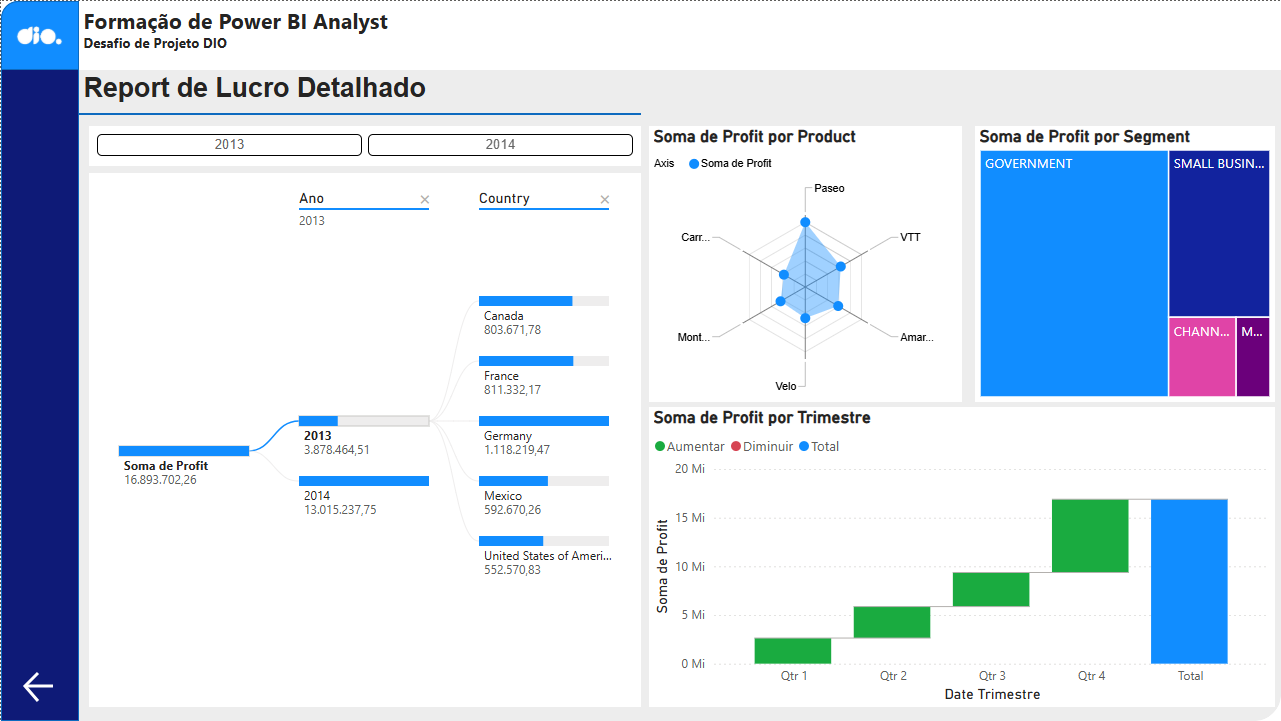 dio.
Formação de Power BI Analyst
Desafio de Projeto DIO
Report de Lucro Detalhado
2013
2014
Ano
2013
Country
Soma de Profit
16.893.702,26
2013
3.878.464,51
2014
13.015.237,75
Canada
803.671,78
France
811.332,17
Germany
1.118.219,47
Mexico
592.670,26
United States of Ameri...
552.570,83
Soma de Profit por Product
Axis
Soma de Profit
Paseo
VTT
Amar...
Velo
Mont...
Carr...
Soma de Profit por Segment
GOVERNMENT
SMALL BUSIN...
CHANN...
M...
Soma de Profit por Trimestre
Aumentar
Diminuir
Total
Soma de Profit
20 Mi
15 Mi
10 Mi
5 Mi
0 Mi
Qtr 1
Qtr 2
Qtr 3
Qtr 4
Total
Date Trimestre